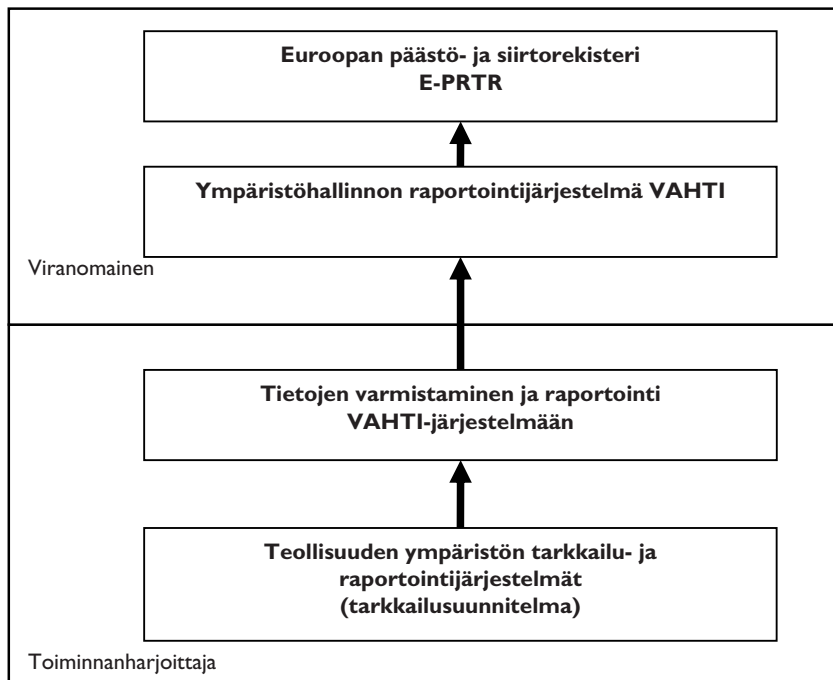 Euroopan päästö- ja siirtorekisteri
E-PRTR
Ympäristöhallinnon raportointijärjestelmä VAHTI
Viranomainen
Tietojen varmistaminen ja raportointi
VAHTI-järjestelmään
Teollisuuden ympäristön tarkkailu- ja
raportointijärjestelmät
(tarkkailusuunnitelma)
Toiminnanharjoittaja